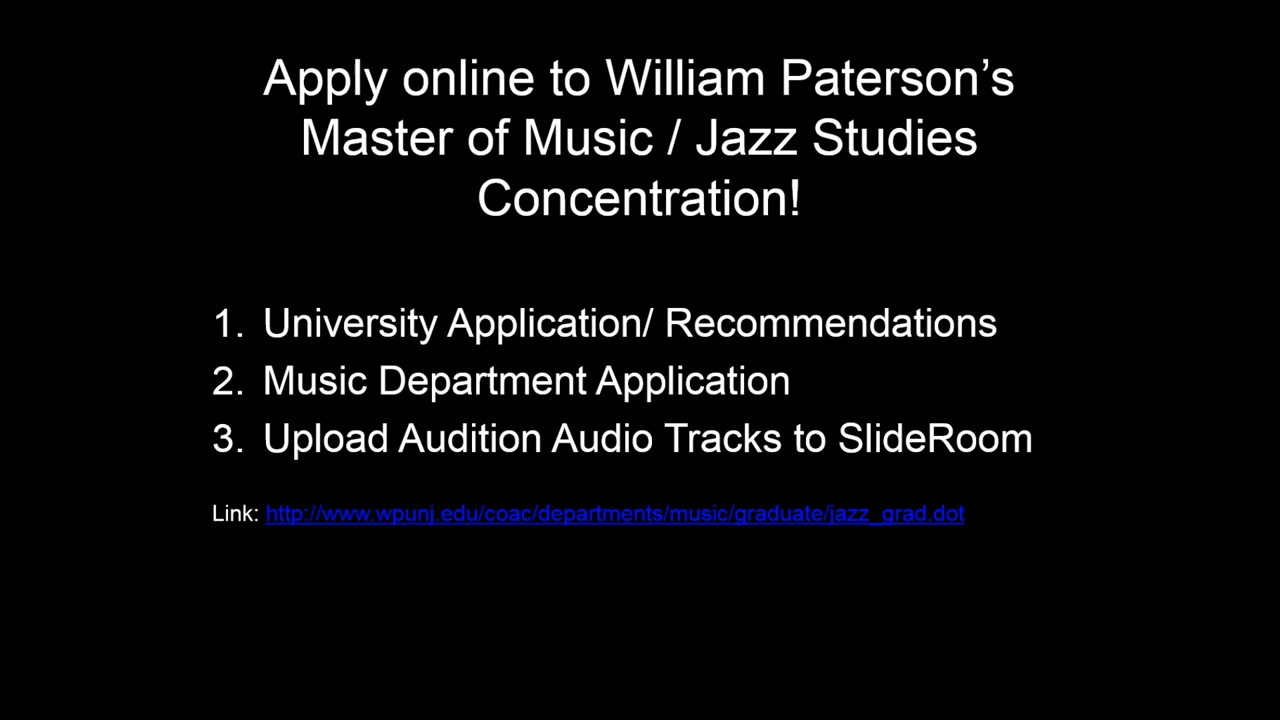 Apply online to William Paterson’s
Master of Music / Jazz Studies
Concentration!
1. University Application/ Recommendations
2. Music Department Application
3. Upload Audition Audio Tracks to SlideRoom
Link: http://www.wpunj.edu/coac/departments/music/graduate/jazz_grad.dot